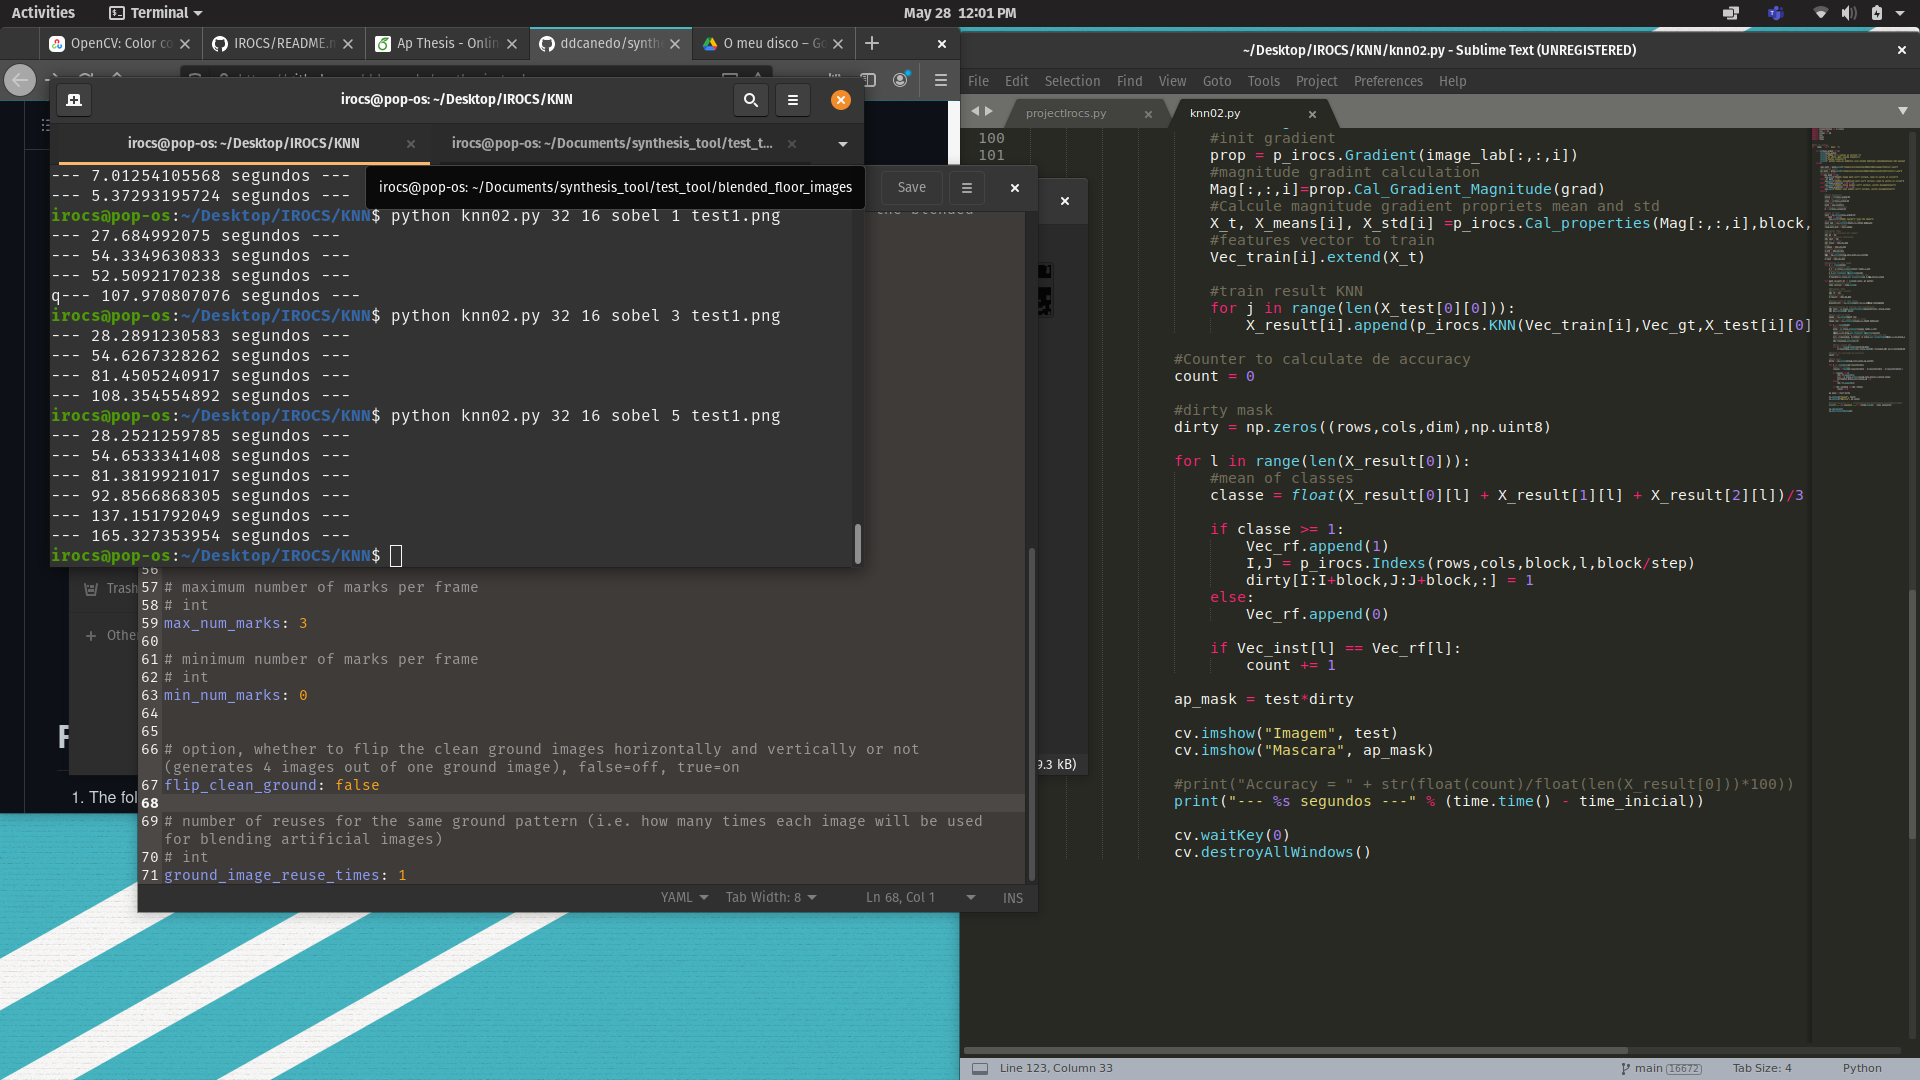 Activities
Terminal
May 28  12:01 PM
OpenCV: Color co
IROCS/README.m
Ap Thesis - Onlin
ddcanedo/synth
O meu disco – Go
irocs@pop-os: ~/Desktop/IROCS/KNN
irocs@pop-os: ~/Desktop/IROCS/KNN
irocs@pop-os: ~/Documents/synthesis_tool/test_t...
irocs@pop-os: ~/Documents/synthesis_tool/test_tool/blended_floor_images
--- 7.01254105568 segundos ---
--- 5.37293195724 segundos ---
irocs@pop-os:~/Desktop/IROCS/KNN$ python knn02.py 32 16 sobel 1 test1.png
--- 27.684992075 segundos ---
--- 54.3349630833 segundos ---
--- 52.5092170238 segundos ---
q--- 107.970807076 segundos ---
irocs@pop-os:~/Desktop/IROCS/KNN$ python knn02.py 32 16 sobel 3 test1.png
--- 28.2891230583 segundos ---
--- 54.6267328262 segundos ---
--- 81.4505240917 segundos ---
--- 108.354554892 segundos ---
irocs@pop-os:~/Desktop/IROCS/KNN$ python knn02.py 32 16 sobel 5 test1.png
--- 28.2521259785 segundos ---
--- 54.6533341408 segundos ---
--- 81.3819921017 segundos ---
--- 92.8566868305 segundos ---
--- 137.151792049 segundos ---
--- 165.327353954 segundos ---
irocs@pop-os:~/Desktop/IROCS/KNN$
Save
the blended
Trash
+ Othe
F
1. The fol
9.3 kB)
56
57 # maximum number of marks per frame
58 # int
59 max_num_marks: 3
60
61 # minimum number of marks per frame
62 # int
63 min_num_marks: 0
64
65
66 # option, whether to flip the clean ground images horizontally and vertically or not
(generates 4 images out of one ground image), false=off, true=on
67 flip_clean_ground: false
68
69 # number of reuses for the same ground pattern (i.e. how many times each image will be used
for blending artificial images)
70 # int
71 ground_image_reuse_times: 1
YAML
Tab Width: 8
Ln 68, Col 1
INS
~/Desktop/IROCS/KNN/knn02.py - Sublime Text (UNREGISTERED)
File Edit Selection Find View Goto Tools Project Preferences Help
projectIrocs.py
knn02.py
100 #init gradient
101 prop = p_irocs.Gradient(image_lab[:,:,i])
#magnitude gradint calculation
Mag[:,:,i]=prop.Cal_Gradient_Magnitude(grad)
#Calcule magnitude gradient propriets mean and std
X_t, X_means[i], X_std[i] =p_irocs.Cal_properties(Mag[:,:,i],block,
#features vector to train
Vec_train[i].extend(X_t)
#train result KNN
for j in range(len(X_test[0][0])):
X_result[i].append(p_irocs.KNN(Vec_train[i],Vec_gt,X_test[i][0]
#Counter to calculate de accuracy
count = 0
#dirty mask
dirty = np.zeros((rows,cols,dim),np.uint8)
for l in range(len(X_result[0])):
#mean of classes
classe = float(X_result[0][l] + X_result[1][l] + X_result[2][l])/3
if classe >= 1:
Vec_rf.append(1)
I,J = p_irocs.Indexs(rows,cols,block,l,block/step)
dirty[I:I+block,J:J+block,:] = 1
else:
Vec_rf.append(0)
if Vec_inst[l] == Vec_rf[l]:
count += 1
ap_mask = test*dirty
cv.imshow("Imagem", test)
cv.imshow("Mascara", ap_mask)
#print("Accuracy = " + str(float(count)/float(len(X_result[0]))*100))
print("--- %s segundos ---" % (time.time() - time_inicial))
cv.waitKey(0)
cv.destroyAllWindows()
Line 123, Column 33
main 16672
Tab Size: 4
Python